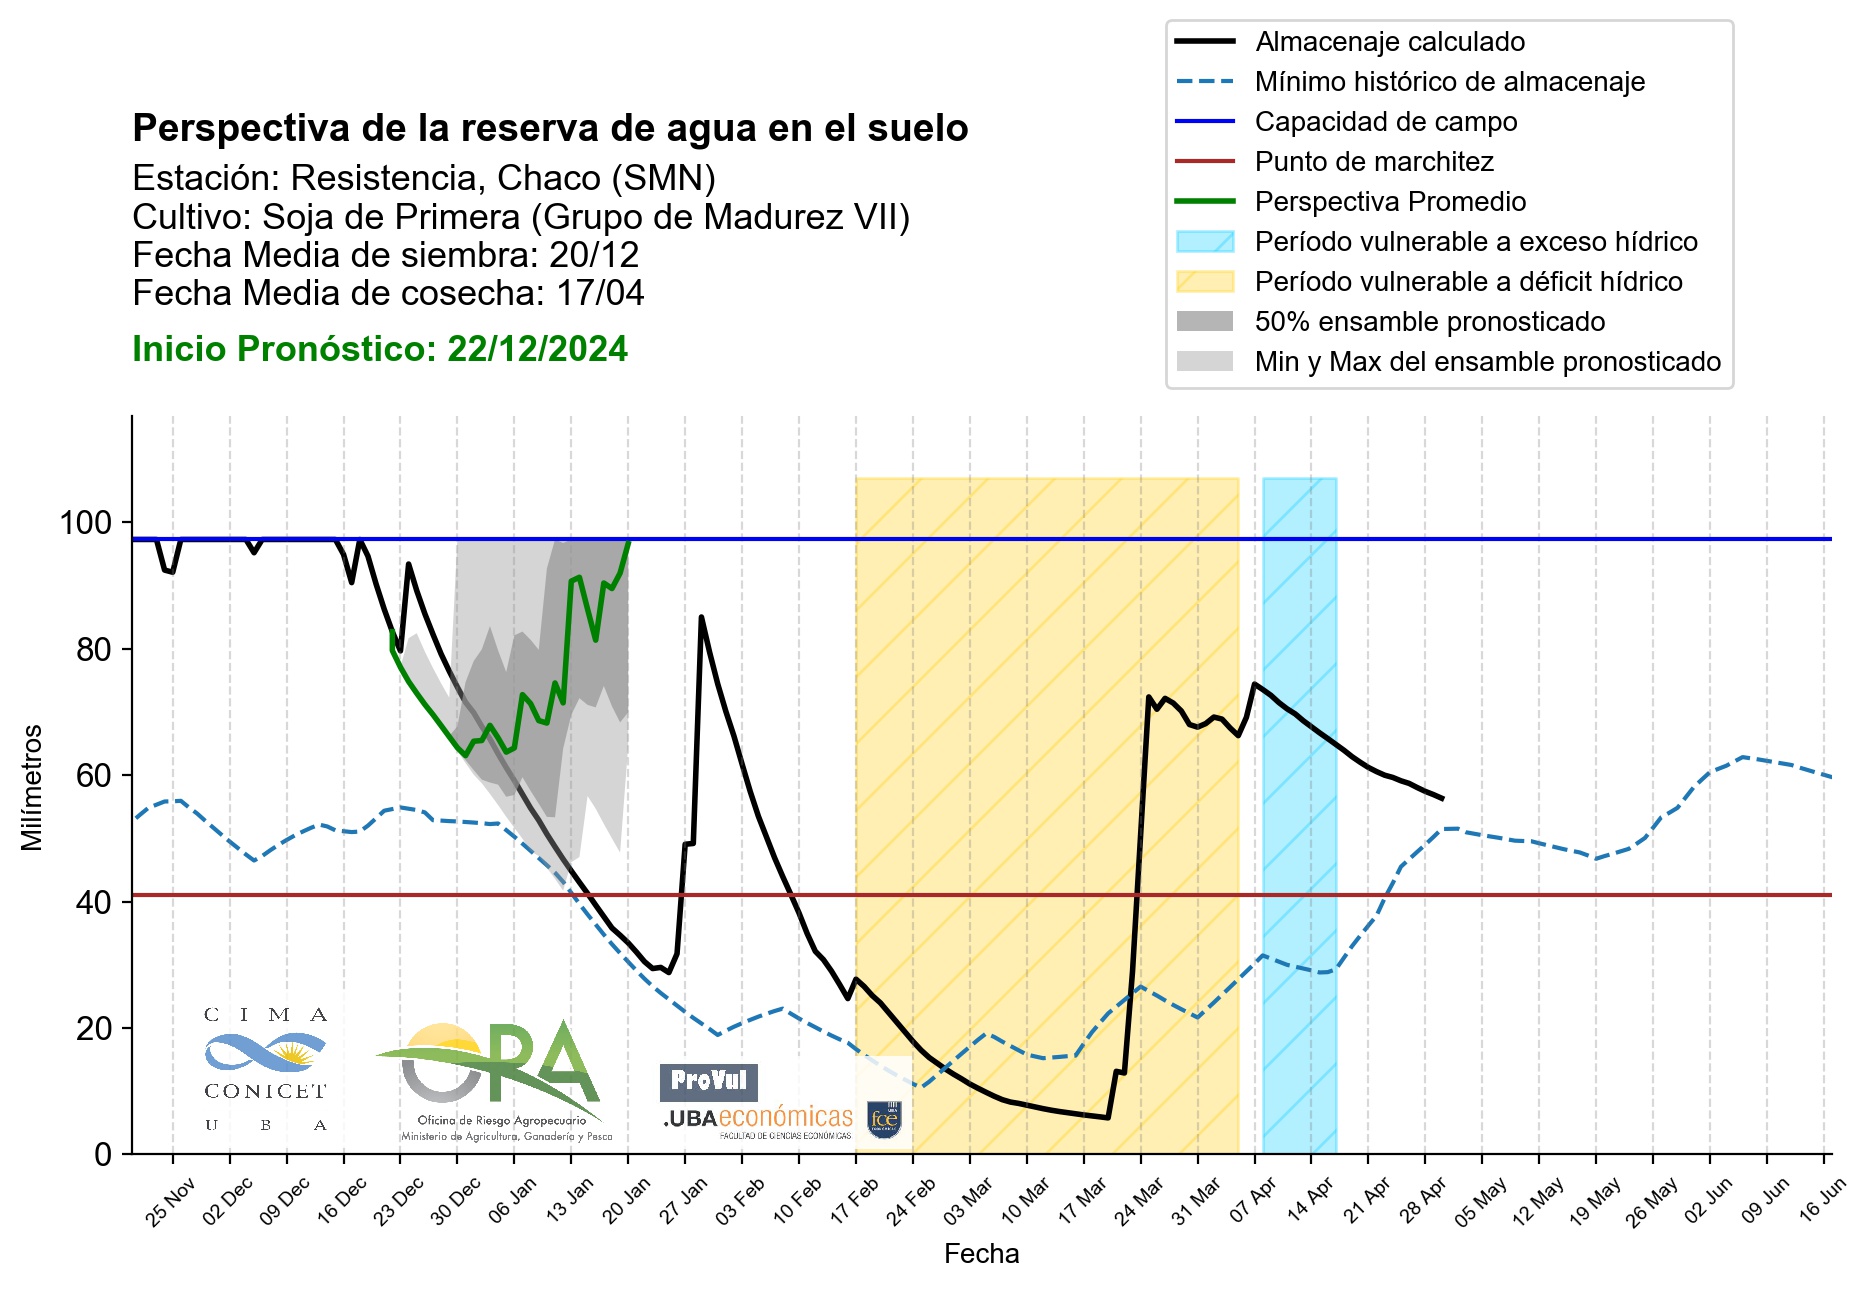 Almacenaje calculado
Mínimo histórico de almacenaje
Capacidad de campo
Punto de marchitez
Perspectiva Promedio
Período vulnerable a exceso hídrico
Período vulnerable a déficit hídrico
50% ensamble pronosticado
Min y Max del ensamble pronosticado
Perspectiva de la reserva de agua en el suelo
Estación: Resistencia, Chaco (SMN)
Cultivo: Soja de Primera (Grupo de Madurez VII)
Fecha Media de siembra: 20/12
Fecha Media de cosecha: 17/04
Inicio Pronóstico: 22/12/2024
100
80
60
40
20
0
Milímetros
CIMA
CONICET
UBA
ORA
Oficina de Riesgo Agropecuario
Ministerio de Agricultura, Ganadería y Pesca
ProVul
.UBAeconómicas
FACULTAD DE CIENCIAS ECONÓMICAS
UBA
fce
25 Nov
02 Dec
09 Dec
16 Dec
23 Dec
30 Dec
06 Jan
13 Jan
20 Jan
27 Jan
03 Feb
10 Feb
17 Feb
24 Feb
03 Mar
10 Mar
17 Mar
24 Mar
31 Mar
07 Apr
14 Apr
21 Apr
28 Apr
05 May
12 May
19 May
26 May
02 Jun
09 Jun
16 Jun
Fecha